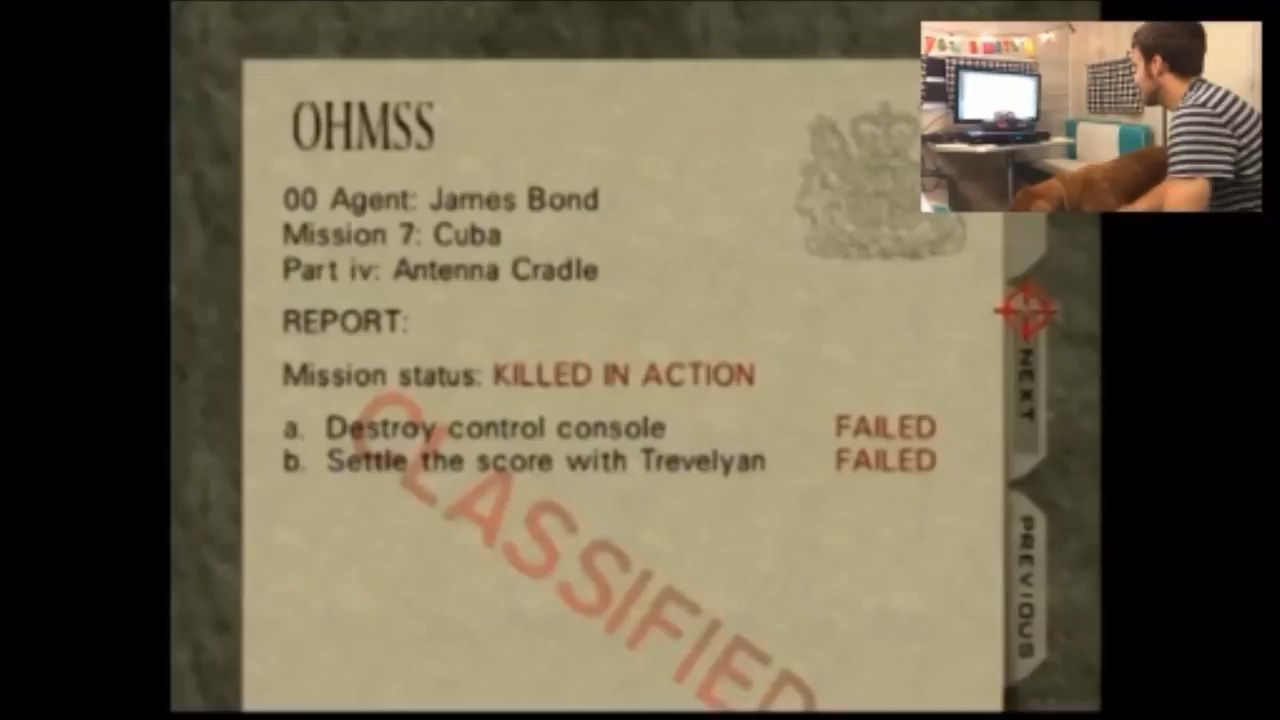 OHMSS
00 Agent: James Bond
Mission 7: Cuba
Part iv: Antenna Cradle
REPORT:
Mission status: KILLED IN ACTION
a. Destroy control console FAILED
b. Settle the score with Trevelyan FAILED
CLASSIFIED
NEXT
PREVIOUS